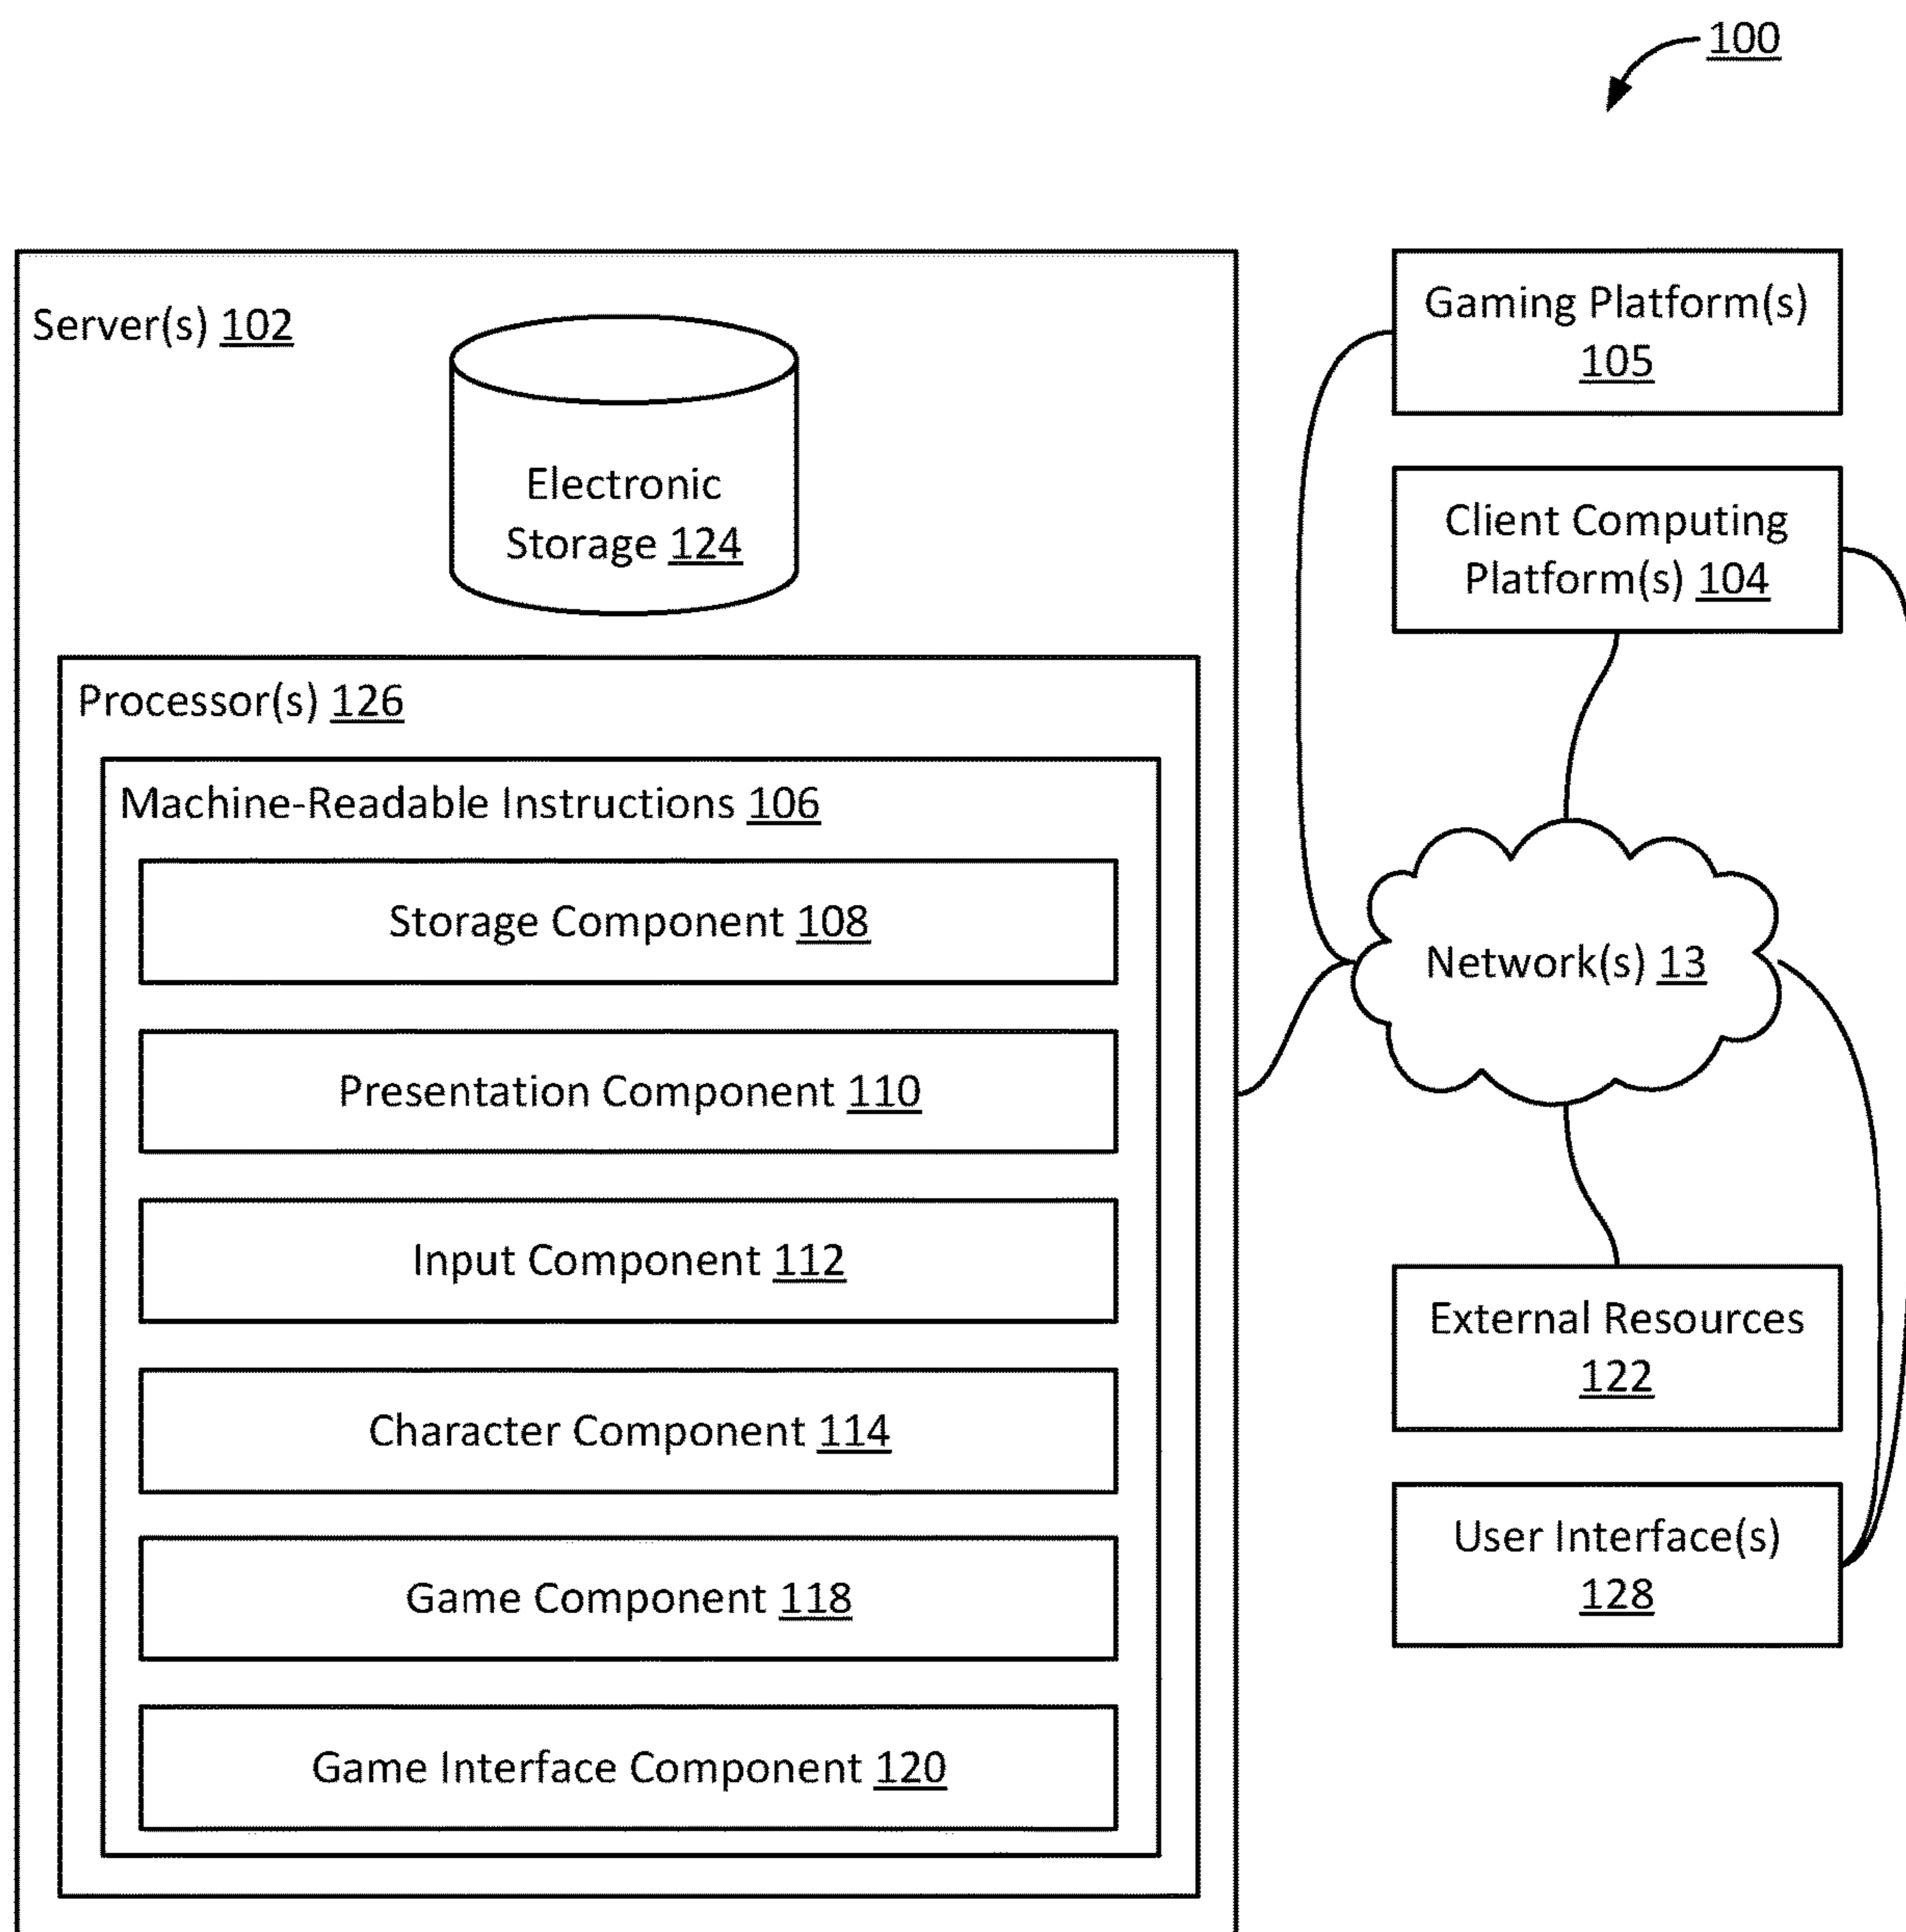 100
Server(s) 102
Electronic
Storage 124
Processor(s) 126
Machine-Readable Instructions 106
Storage Component 108
Presentation Component 110
Input Component 112
Character Component 114
Game Component 118
Game Interface Component 120
Gaming Platform(s)
105
Client Computing
Platform(s) 104
Network(s) 13
External Resources
122
User Interface(s)
128